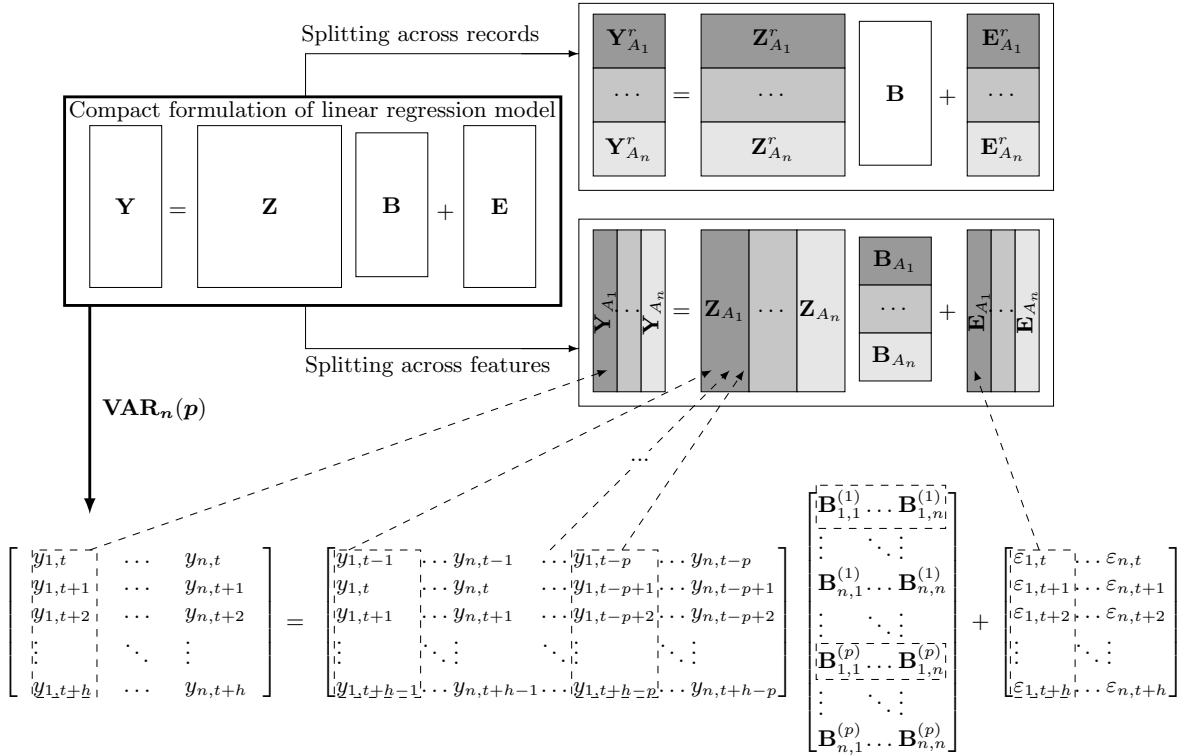 Splitting across records
Y^r_{A_1} = Z^r_{A_1} B + E^r_{A_1}
⋯ ⋯ ⋯
Y^r_{A_n} Z^r_{A_n} E^r_{A_n}
Compact formulation of linear regression model
Y = Z B + E
Y_{A_1} ⋯ Y_{A_n} = Z_{A_1} ⋯ Z_{A_n} B_{A_1} ⋯ B_{A_n} + E_{A_1} ⋯ E_{A_n}
Splitting across features
VAR_n(p)
...
y_{1,t} … y_{n,t}
y_{1,t+1} … y_{n,t+1}
y_{1,t+2} … y_{n,t+2}
⋮ ⋱ ⋮
y_{1,t+h} … y_{n,t+h}
=
y_{1,t−1} … y_{n,t−1} … y_{1,t−p} … y_{n,t−p}
y_{1,t} … y_{n,t} … y_{1,t−p+1} … y_{n,t−p+1}
y_{1,t+1} … y_{n,t+1} … y_{1,t−p+2} … y_{n,t−p+2}
⋮ ⋱ ⋮ ⋱ ⋮ ⋱ ⋮
y_{1,t+h−1} … y_{n,t+h−1} … y_{1,t+h−p} … y_{n,t+h−p}
B^{(1)}_{1,1} … B^{(1)}_{1,n}
⋮ ⋱ ⋮
B^{(1)}_{n,1} … B^{(1)}_{n,n}
⋮ ⋱ ⋮
B^{(p)}_{1,1} … B^{(p)}_{1,n}
⋮ ⋱ ⋮
B^{(p)}_{n,1} … B^{(p)}_{n,n}
+
ε_{1,t} … ε_{n,t}
ε_{1,t+1} … ε_{n,t+1}
ε_{1,t+2} … ε_{n,t+2}
⋮ ⋱ ⋮
ε_{1,t+h} … ε_{n,t+h}